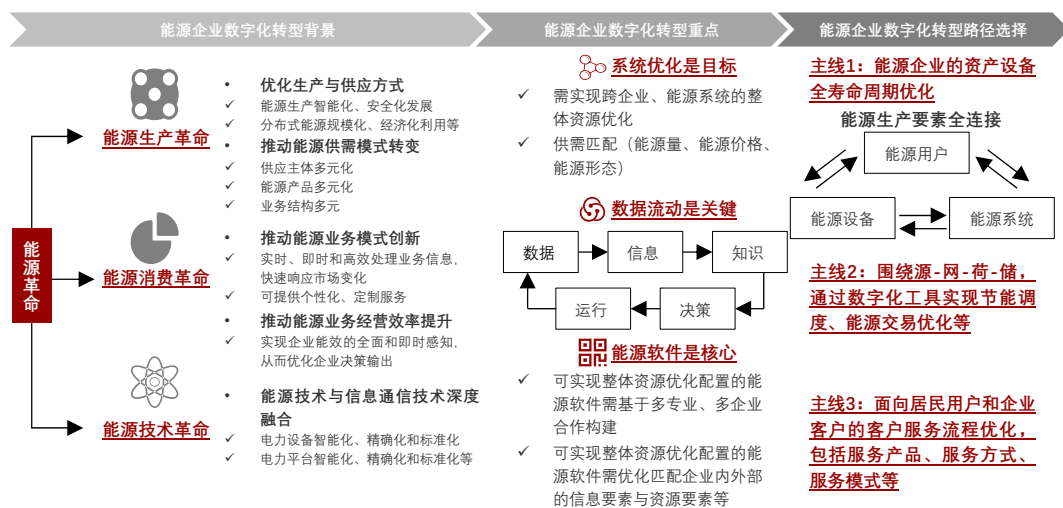 能源企业数字化转型背景
能源企业数字化转型重点
能源企业数字化转型路径选择
能源革命
能源生产革命
能源消费革命
能源技术革命
• 优化生产与供应方式
✓ 能源生产智能化、安全化发展
✓ 分布式能源规模化、经济化利用等
• 推动能源供需模式转变
✓ 供应主体多元化
✓ 能源产品多元化
✓ 业务结构多元
• 推动能源业务模式创新
✓ 实时、即时和高效处理业务信息,
快速响应市场变化
✓ 可提供个性化、定制服务
• 推动能源业务经营效率提升
✓ 实现企业能效的全面和即时感知,
从而优化企业决策输出
• 能源技术与信息通信技术深度
融合
✓ 电力设备智能化、精确化和标准化
✓ 电力平台智能化、精确化和标准化等
系统优化是目标
✓ 需实现跨企业、能源系统的整
体资源优化
✓ 供需匹配（能源量、能源价格、
能源形态）
数据流动是关键
数据
信息
知识
运行
决策
能源软件是核心
✓ 可实现整体资源优化配置的能
源软件需基于多专业、多企业
合作构建
✓ 可实现整体资源优化配置的能
源软件需优化匹配企业内外部
的信息要素与资源要素等
主线1：能源企业的资产设备
全寿命周期优化
能源生产要素全连接
能源用户
能源设备
能源系统
主线2：围绕源-网-荷-储，
通过数字化工具实现节能调
度、能源交易优化等
主线3：面向居民用户和企业
客户的客户服务流程优化，
包括服务产品、服务方式、
服务模式等